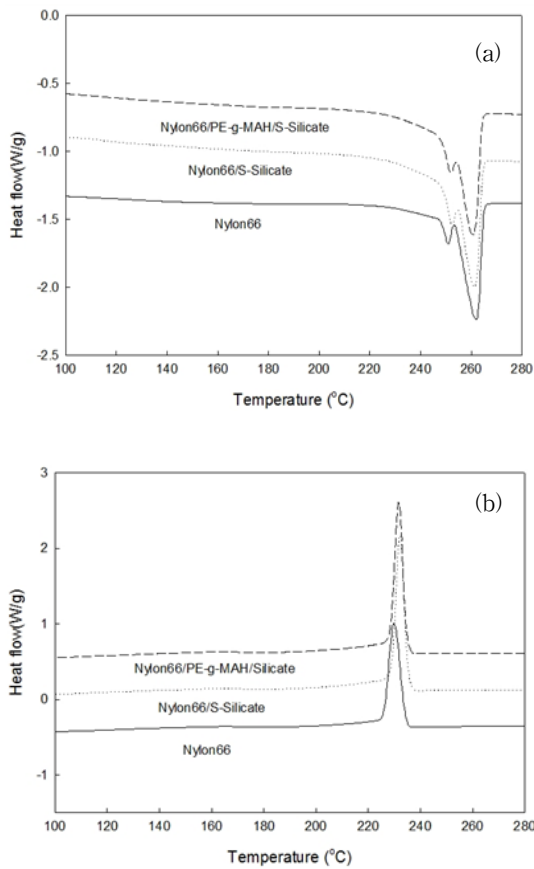 (a)
0.0
-0.5
-1.0
-1.5
-2.0
-2.5
Heat flow(W/g)
Nylon66/PE-g-MAH/S-Silicate
Nylon66/S-Silicate
Nylon66
100 120 140 160 180 200 220 240 260 280
Temperature (°C)
(b)
3
2
1
0
-1
Heat flow(W/g)
Nylon66/PE-g-MAH/Silicate
Nylon66/S-Silicate
Nylon66
100 120 140 160 180 200 220 240 260 280
Temperature (°C)